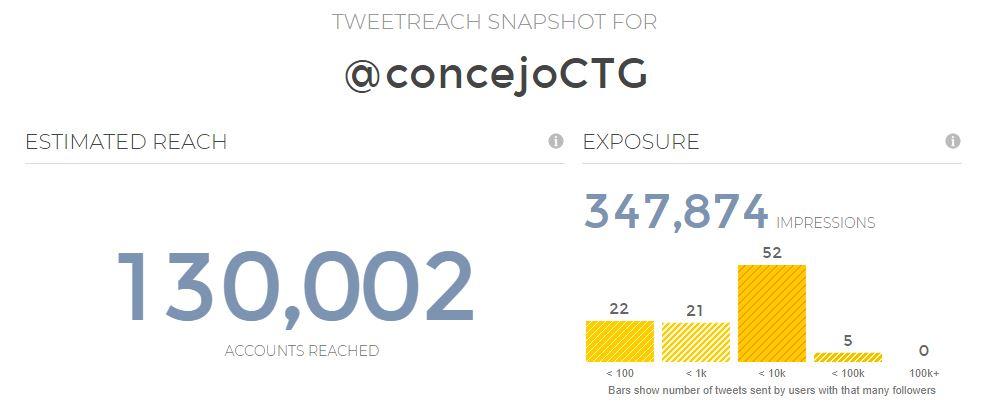 TWEETREACH SNAPSHOT FOR
@concejoCTG
ESTIMATED REACH
130,002
ACCOUNTS REACHED
EXPOSURE
347,874 IMPRESSIONS
22 21 52 5 0
< 100 < 1k < 10k < 100k 100k+
Bars show number of tweets sent by users with that many followers